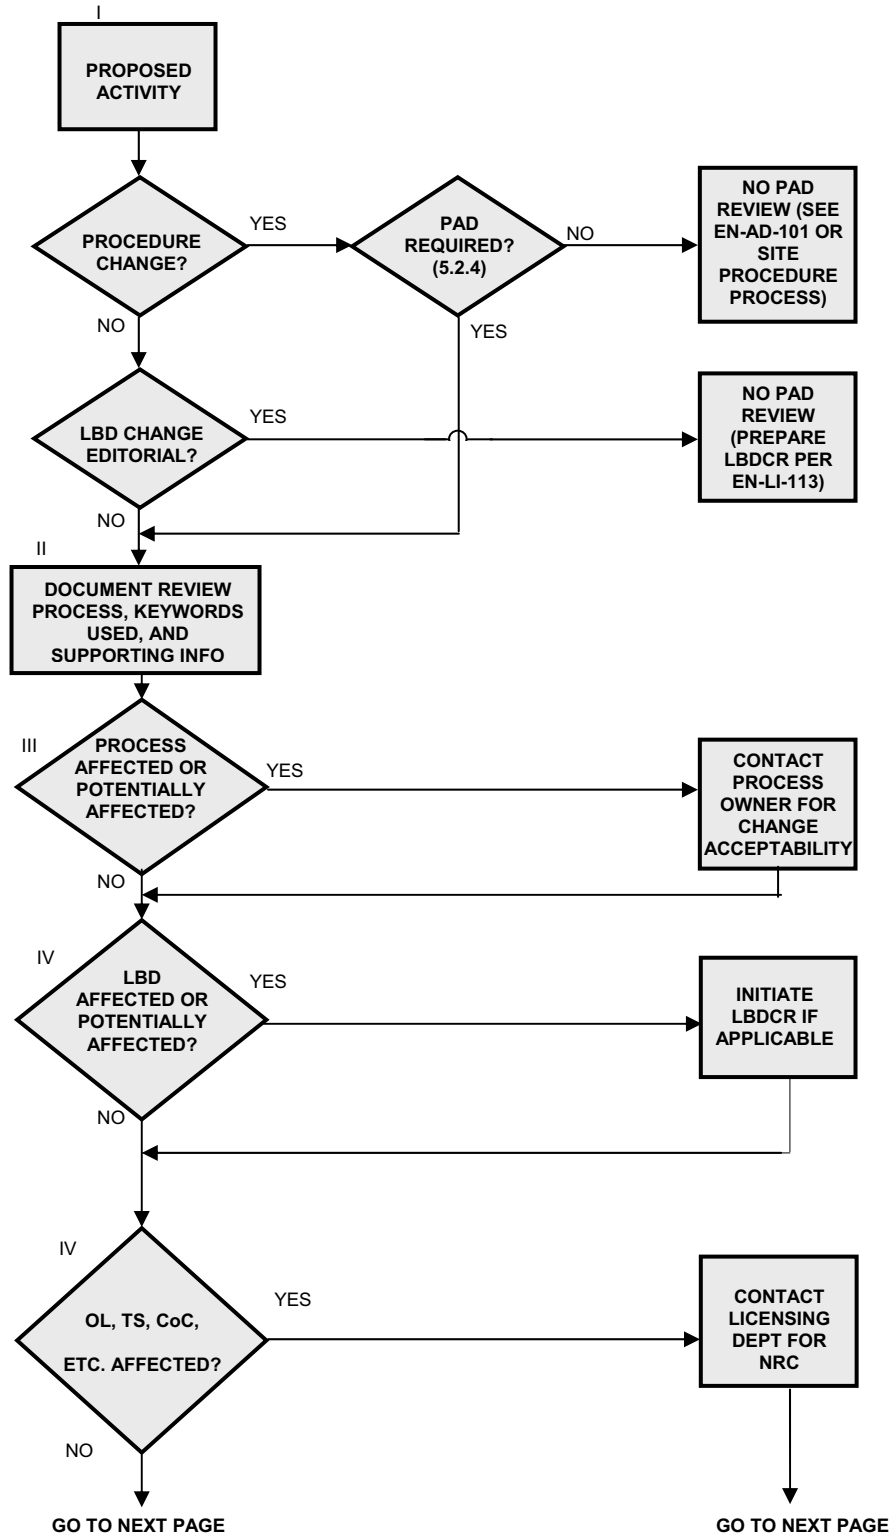 I
PROPOSED
ACTIVITY
PROCEDURE
CHANGE?
YES
PAD
REQUIRED?
(5.2.4)
NO
NO PAD
REVIEW (SEE
EN-AD-101 OR
SITE
PROCEDURE
PROCESS)
NO
YES
LBD CHANGE
EDITORIAL?
YES
NO PAD
REVIEW
(PREPARE
LBDCR PER
EN-LI-113)
NO
II
DOCUMENT REVIEW
PROCESS, KEYWORDS
USED, AND
SUPPORTING INFO
III
PROCESS
AFFECTED OR
POTENTIALLY
AFFECTED?
YES
CONTACT
PROCESS
OWNER FOR
CHANGE
ACCEPTABILITY
NO
IV
LBD
AFFECTED OR
POTENTIALLY
AFFECTED?
YES
INITIATE
LBDCR IF
APPLICABLE
NO
IV
OL, TS, CoC,
ETC. AFFECTED?
YES
CONTACT
LICENSING
DEPT FOR
NRC
NO
GO TO NEXT PAGE
GO TO NEXT PAGE